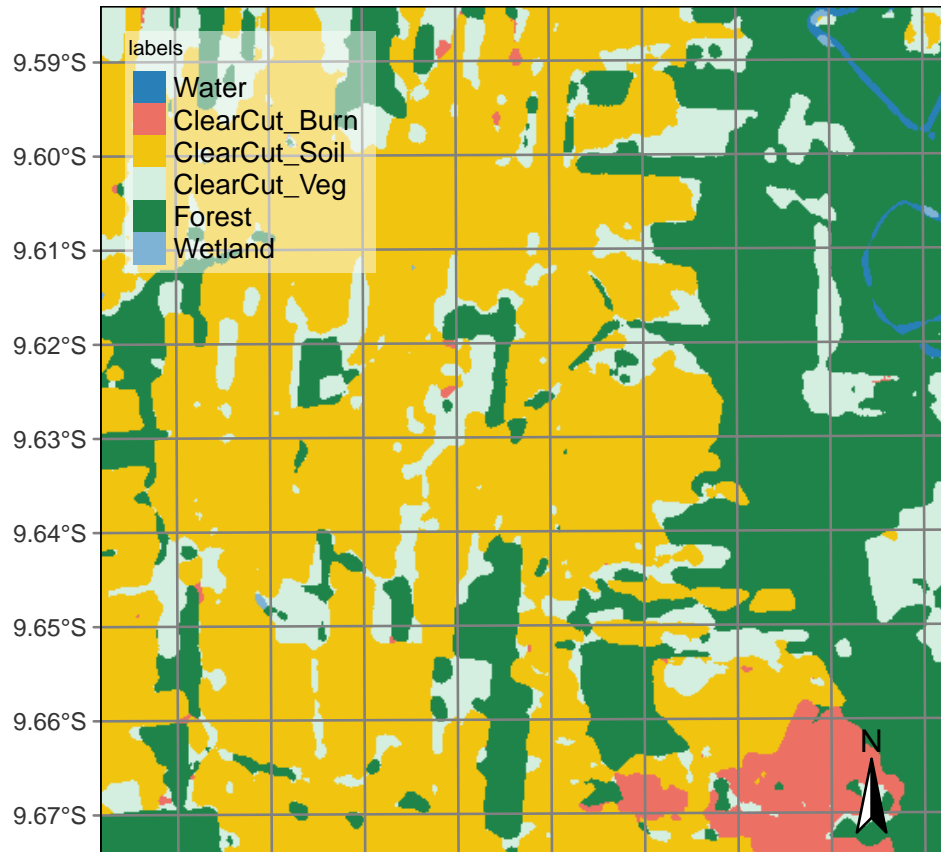 labels
Water
ClearCut_Burn
ClearCut_Soil
ClearCut_Veg
Forest
Wetland
9.59°S
9.60°S
9.61°S
9.62°S
9.63°S
9.64°S
9.65°S
9.66°S
9.67°S
N